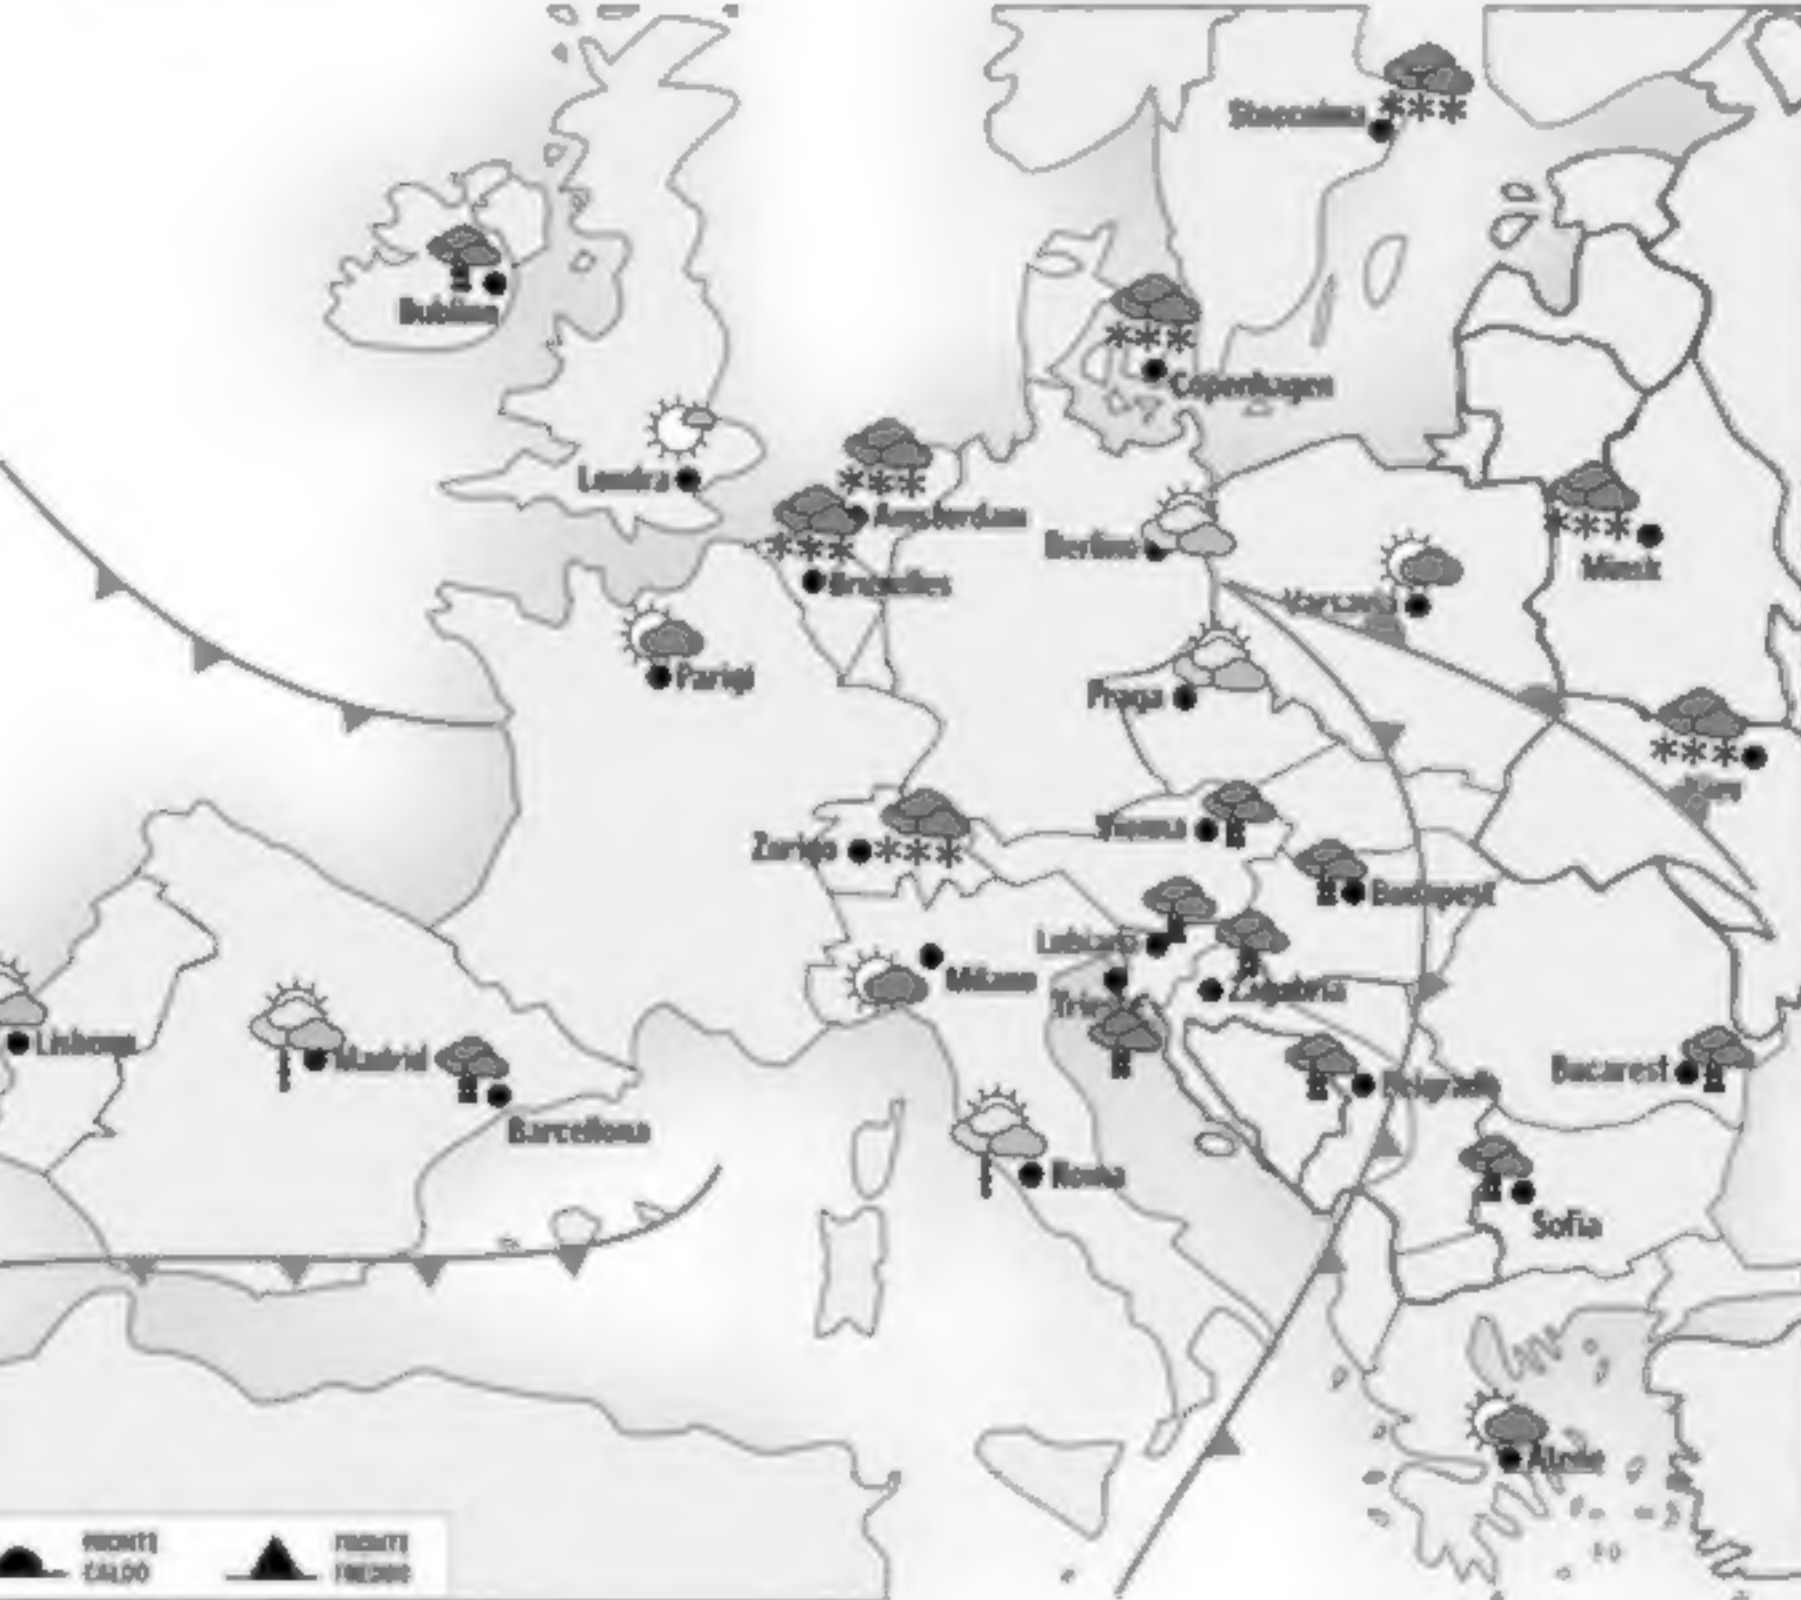 Stoccolma
Dublino
Copenhagen
Londra
Amsterdam
Berlino
Bruxelles
Minsk
Varsavia
Parigi
Praga
Kiev
Vienna
Zurigo
Budapest
Lubiana
Milano
Zagabria
Lisbona
Madrid
Bucarest
Belgrado
Barcellona
Roma
Sofia
Atene
FRONTE
CALDO
FRONTE
FREDDO